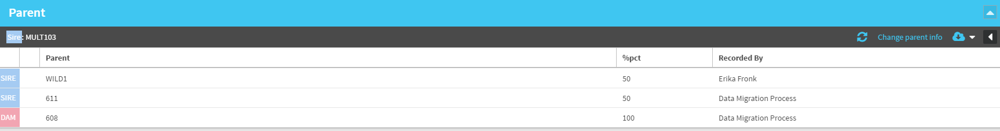 Parent
Sire: MULT103 Change parent info
Parent %pct Recorded By
SIRE WILD1 50 Erika Fronk
SIRE 611 50 Data Migration Process
DAM 608 100 Data Migration Process